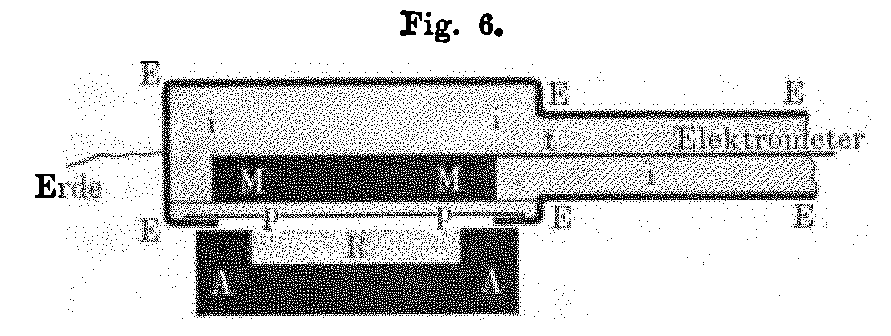 Fig. 6.
E E E
i i
t Elektrometer
M M i
Erde
E p p E E
R
A A